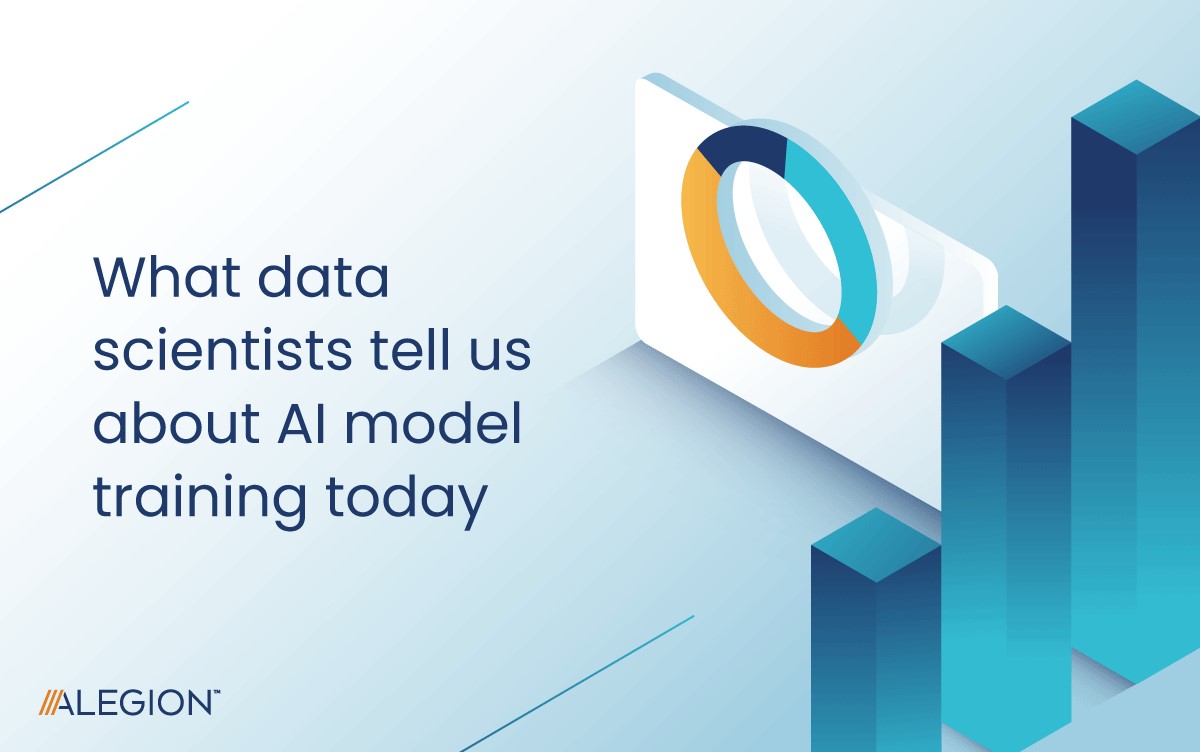 What data
scientists tell us
about AI model
training today
ALEGION™